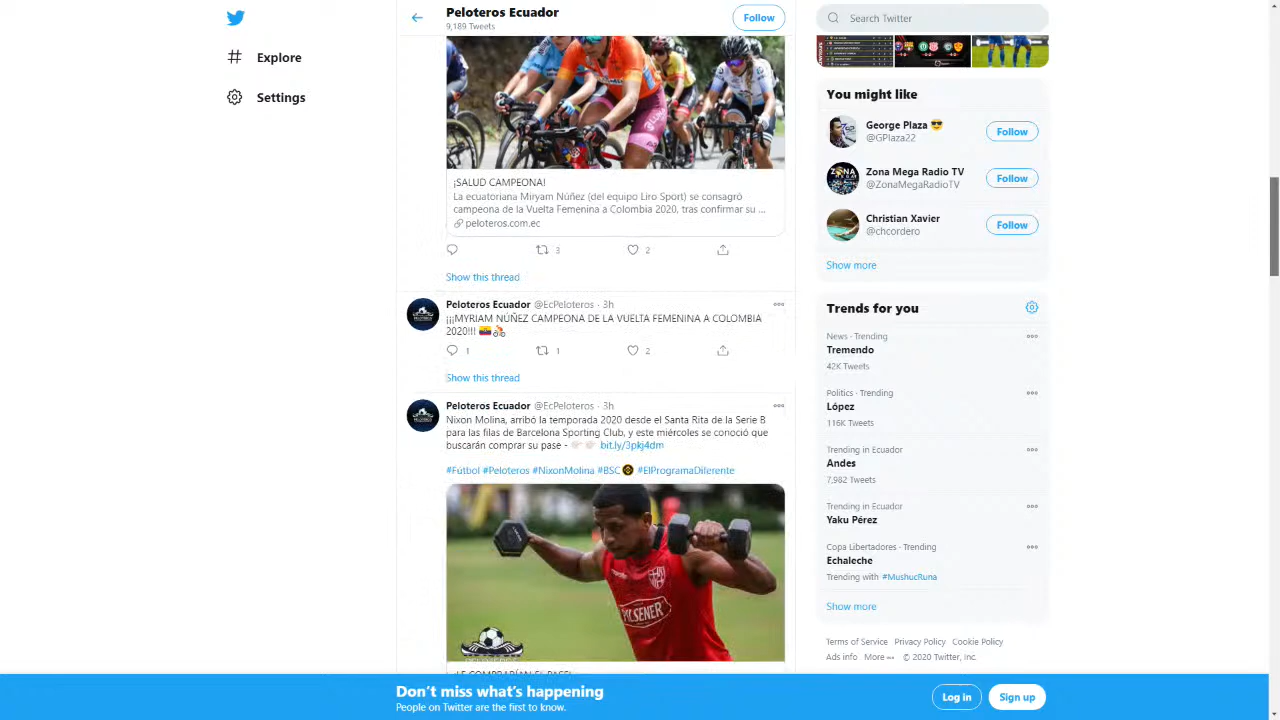 Peloteros Ecuador
9,189 Tweets
Follow
Search Twitter
Explore
Settings
¡SALUD CAMPEONA!
La ecuatoriana Miryam Núñez (del equipo Liro Sport) se consagró
campeona de la Vuelta Femenina a Colombia 2020, tras confirmar su ...
peloteros.com.ec
3
2
Show this thread
Peloteros Ecuador @EcPeloteros · 3h
¡¡¡MYRIAM NÚÑEZ CAMPEONA DE LA VUELTA FEMENINA A COLOMBIA
2020!!! 🇪🇨🚴
1
1
2
Show this thread
Peloteros Ecuador @EcPeloteros · 3h
Nixon Molina, arribó la temporada 2020 desde el Santa Rita de la Serie B
para las filas de Barcelona Sporting Club, y este miércoles se conoció que
buscarán comprar su pase - 👉🏻👉🏻 bit.ly/3pkj4dm
#Fútbol #Peloteros #NixonMolina #BSC #ElProgramaDiferente
PILSENER
You might like
George Plaza 😎
@GPlaza22
Follow
Zona Mega Radio TV
@ZonaMegaRadioTV
Follow
Christian Xavier
@chcordero
Follow
Show more
Trends for you
News · Trending
Tremendo
42K Tweets
Politics · Trending
López
116K Tweets
Trending in Ecuador
Andes
7,982 Tweets
Trending in Ecuador
Yaku Pérez
Copa Libertadores · Trending
Echaleche
Trending with #MushucRuna
Show more
Terms of Service Privacy Policy Cookie Policy
Ads info More © 2020 Twitter, Inc.
Don't miss what's happening
People on Twitter are the first to know.
Log in
Sign up